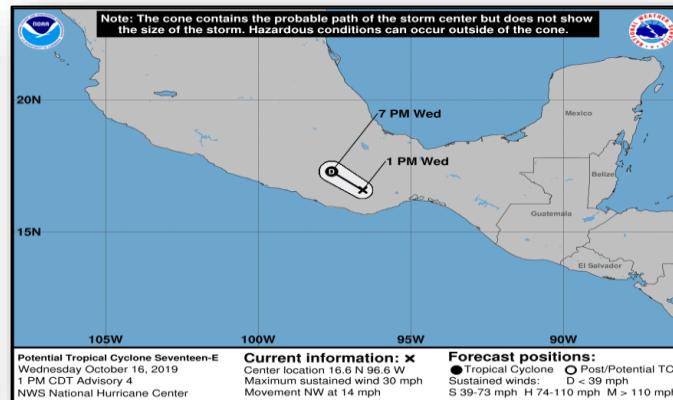 Note: The cone contains the probable path of the storm center but does not show
the size of the storm. Hazardous conditions can occur outside of the cone.
NOAA
7 PM Wed
Mexico
20N
1 PM Wed
D
Belize
Guatemala
15N
El Salvador
105W
100W
95W
90W
Potential Tropical Cyclone Seventeen-E
Wednesday October 16, 2019
1 PM CDT Advisory 4
NWS National Hurricane Center
Current information: ×
Center location 16.6 N 96.6 W
Maximum sustained wind 30 mph
Movement NW at 14 mph
Forecast positions:
Tropical Cyclone Post/Potential TC
Sustained winds: D < 39 mph
S 39-73 mph H 74-110 mph M > 110 mph